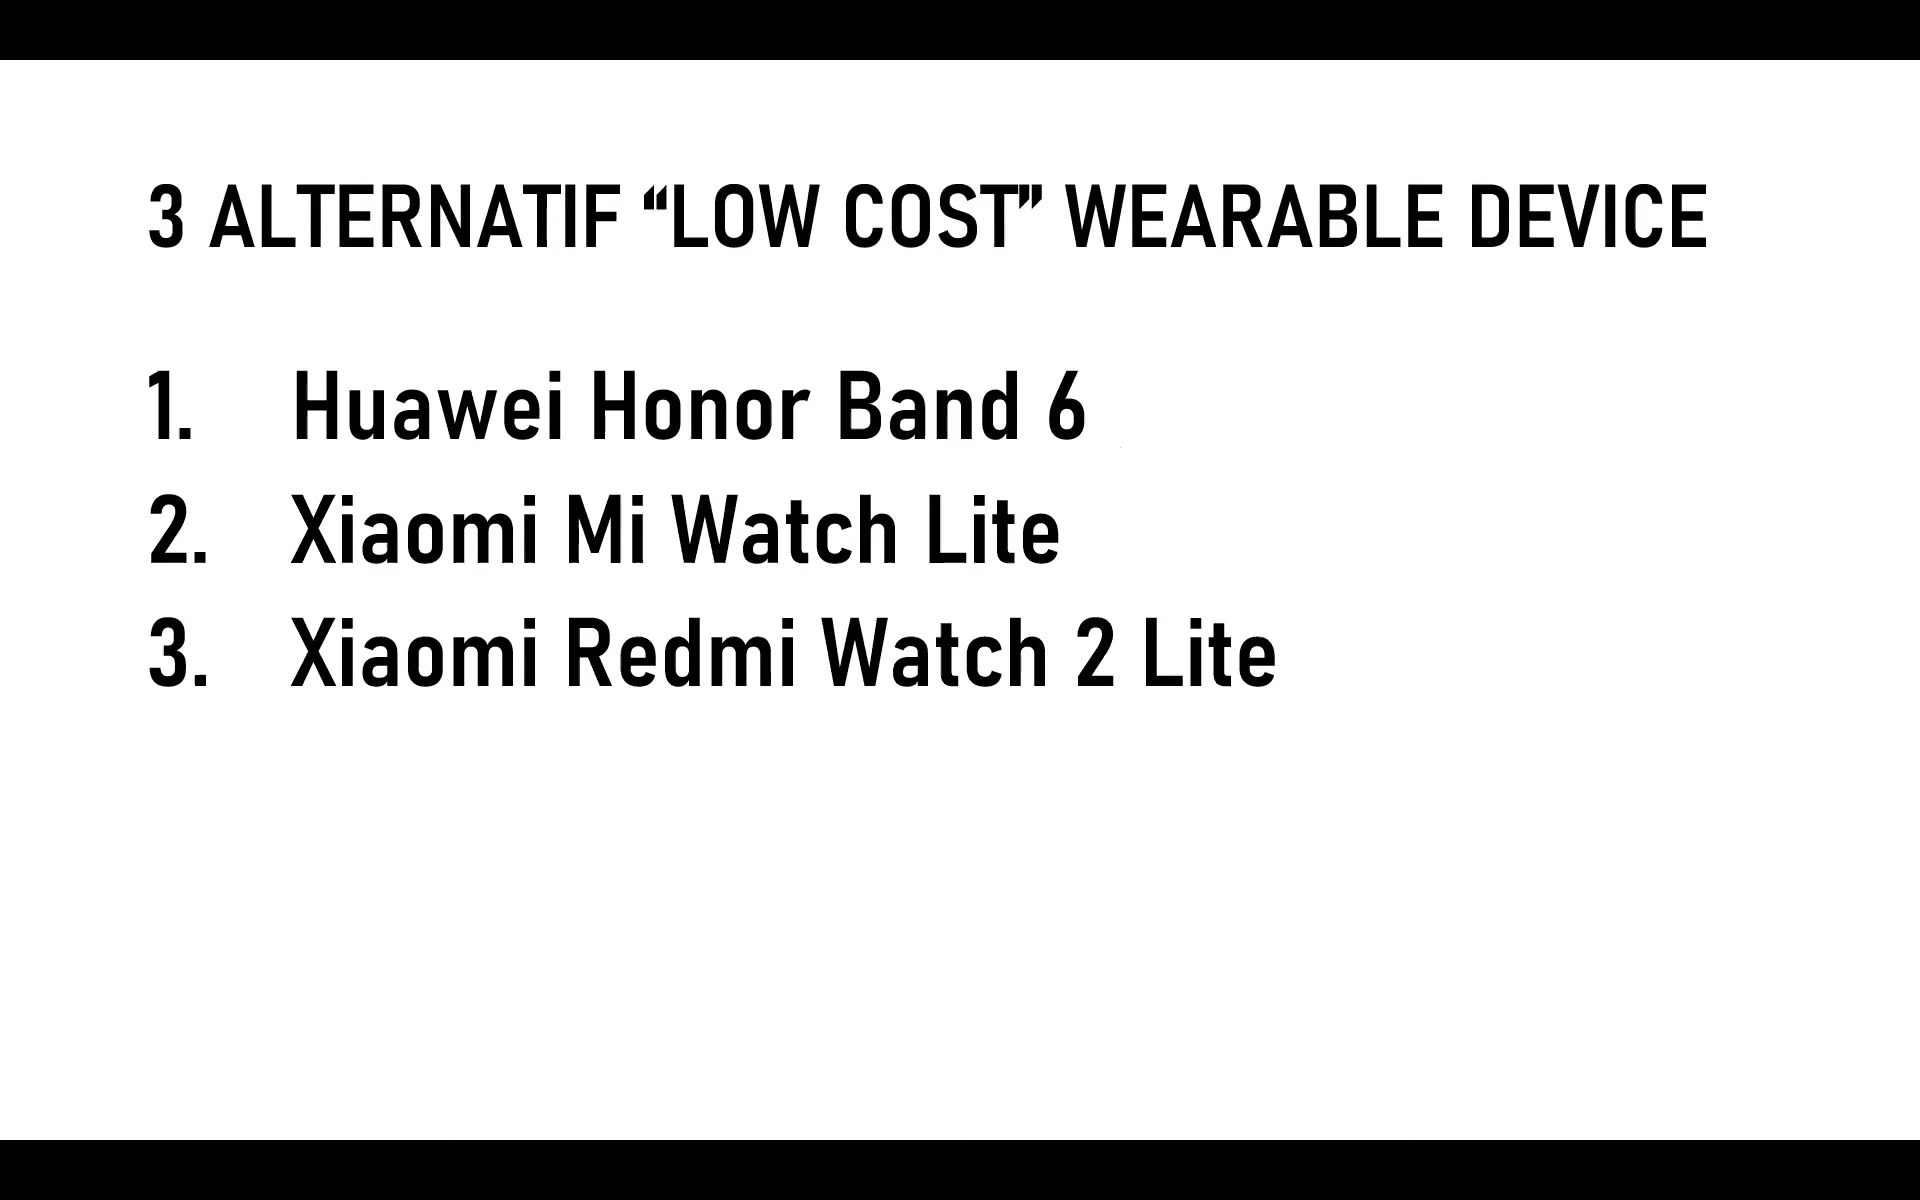 3 ALTERNATIF “LOW COST” WEARABLE DEVICE
1. Huawei Honor Band 6
2. Xiaomi Mi Watch Lite
3. Xiaomi Redmi Watch 2 Lite